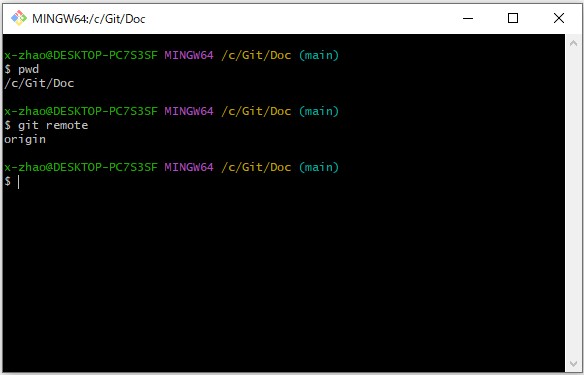 MINGW64:/c/Git/Doc
x-zhao@DESKTOP-PC7S3SF MINGW64 /c/Git/Doc (main)
$ pwd
/c/Git/Doc
x-zhao@DESKTOP-PC7S3SF MINGW64 /c/Git/Doc (main)
$ git remote
origin
x-zhao@DESKTOP-PC7S3SF MINGW64 /c/Git/Doc (main)
$